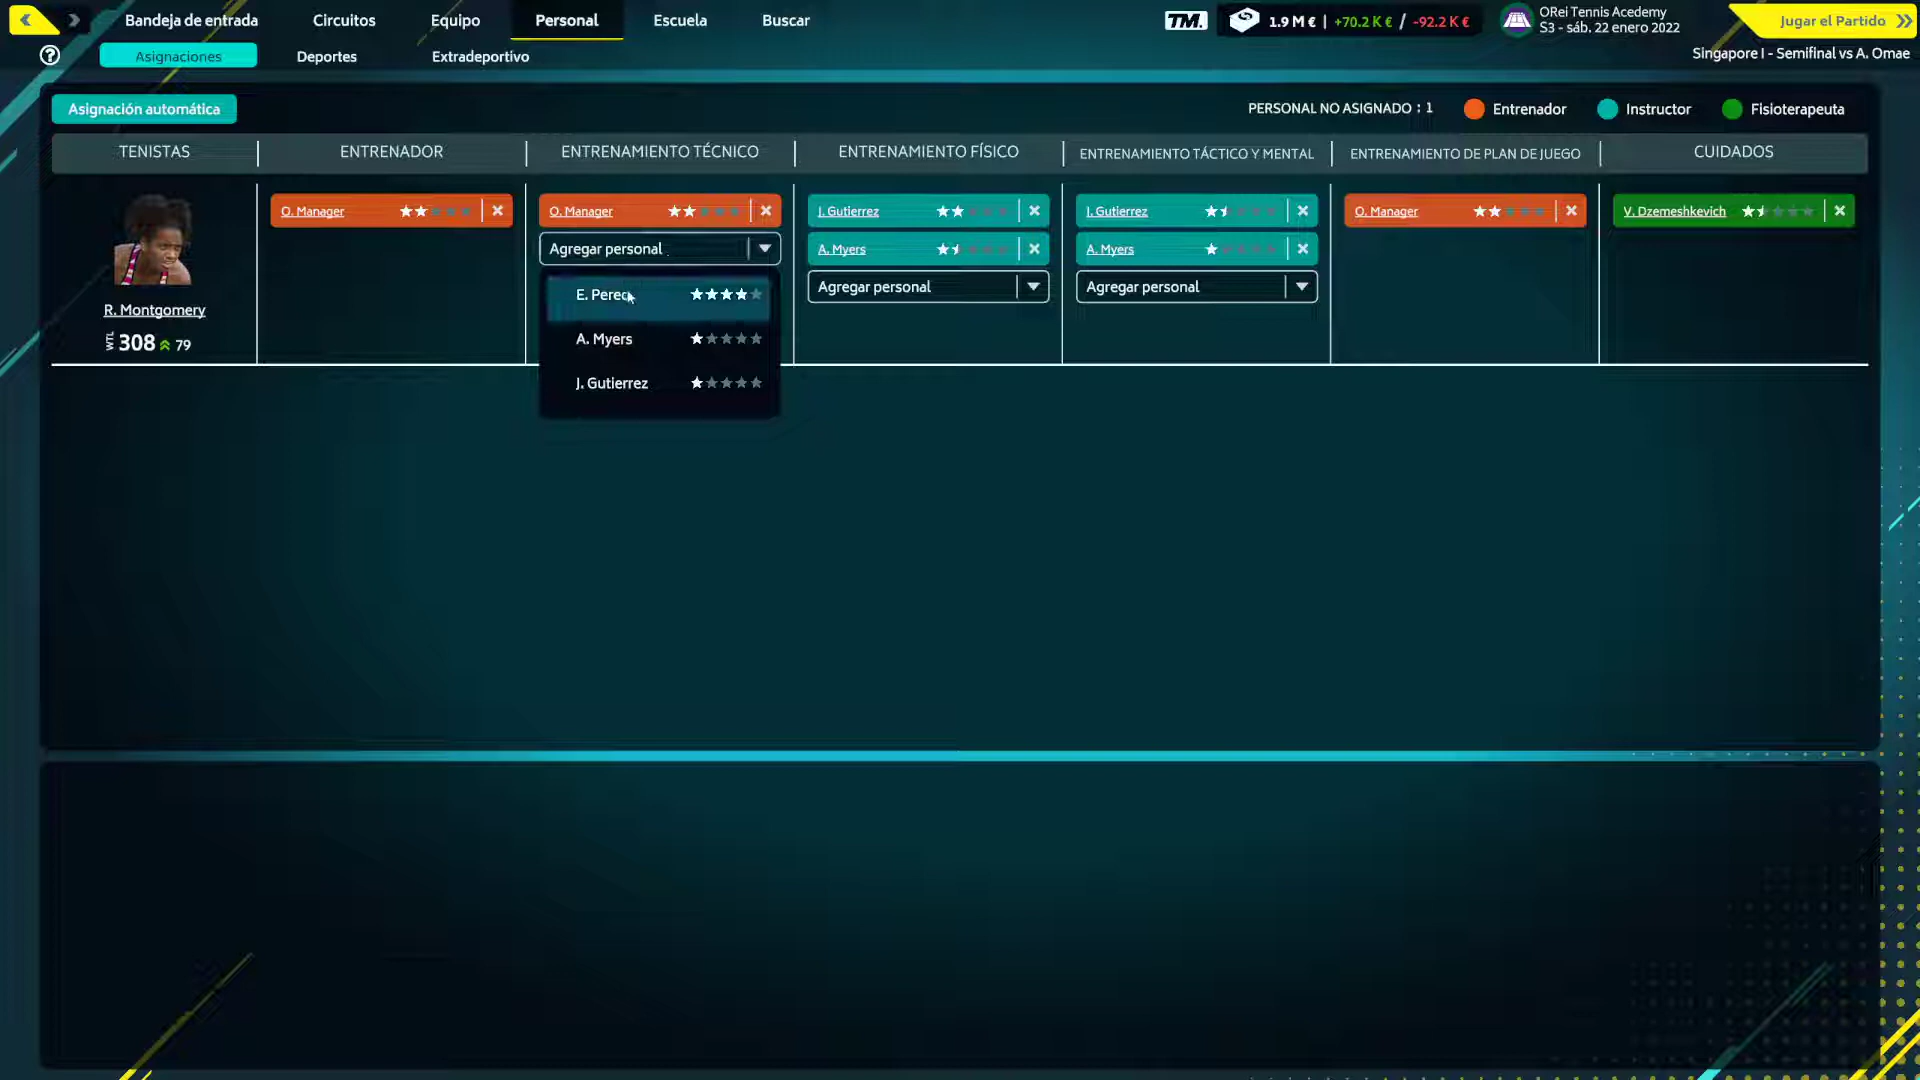 Bandeja de entrada Circuitos Equipo Personal Escuela Buscar
TM. 1.9 M € | +70.2 K € / -92.2 K €
ORei Tennis Acedemy
S3 - sáb. 22 enero 2022
Jugar el Partido
Asignaciones Deportes Extradeportivo
Singapore I - Semifinal vs A. Omae
Asignación automática
PERSONAL NO ASIGNADO : 1 Entrenador Instructor Fisioterapeuta
TENISTAS ENTRENADOR ENTRENAMIENTO TÉCNICO ENTRENAMIENTO FÍSICO ENTRENAMIENTO TÁCTICO Y MENTAL ENTRENAMIENTO DE PLAN DE JUEGO CUIDADOS
O. Manager O. Manager J. Gutierrez J. Gutierrez O. Manager V. Dzemeshkevich
Agregar personal A. Myers A. Myers
Agregar personal Agregar personal
E. Perec
R. Montgomery
A. Myers
WTL 308 79
J. Gutierrez